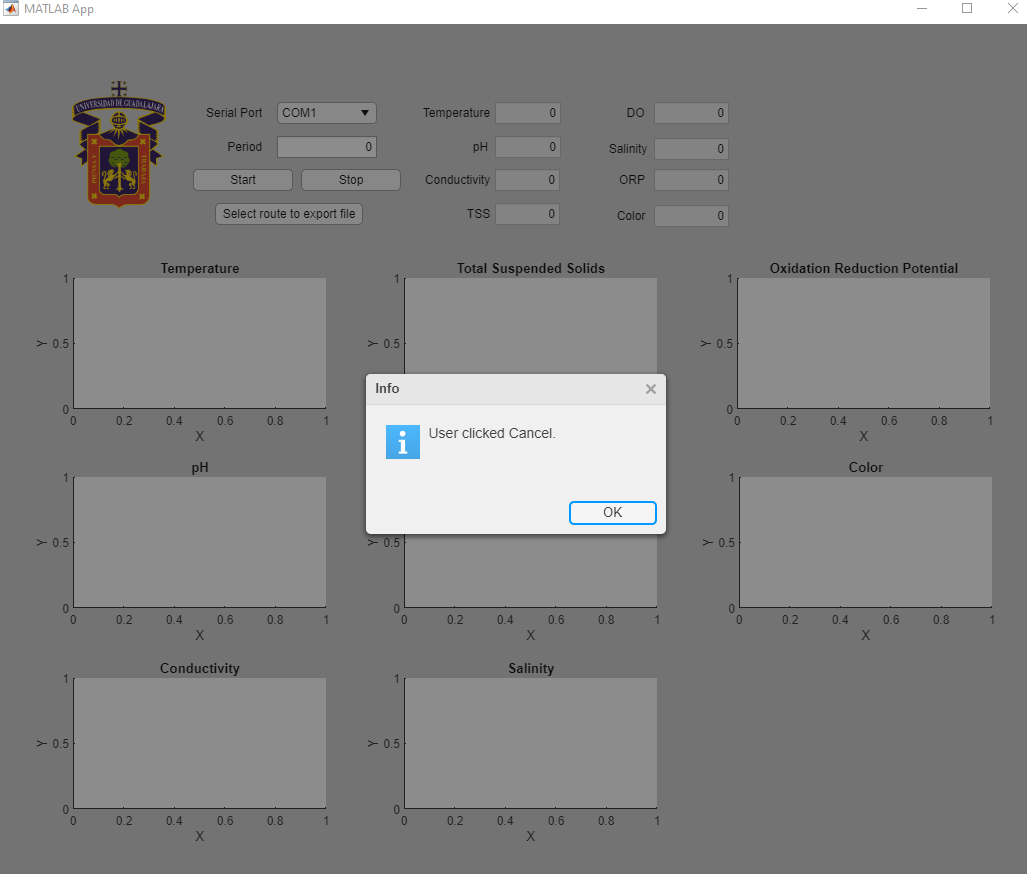 MATLAB App
UNIVERSIDAD DE GUADALAJARA
PIENSA Y
TRABAJA
Serial Port COM1 Temperature 0 DO 0
Period 0 pH 0 Salinity 0
Start Stop Conductivity 0 ORP 0
Select route to export file TSS 0 Color 0
Temperature Total Suspended Solids Oxidation Reduction Potential
1 1 1
Y 0.5 Y 0.5 Y 0.5
Info
User clicked Cancel.
OK
0 0
0 0.2 0.4 0.6 0.8 1 0 0.2 0.4 0.6 0.8 1
X X
pH Color
1 1
Y 0.5 Y 0.5 Y 0.5
0 0 0
0 0.2 0.4 0.6 0.8 1 0 0.2 0.4 0.6 0.8 1 0 0.2 0.4 0.6 0.8 1
X X X
Conductivity Salinity
1 1
Y 0.5 Y 0.5
0 0
0 0.2 0.4 0.6 0.8 1 0 0.2 0.4 0.6 0.8 1
X X